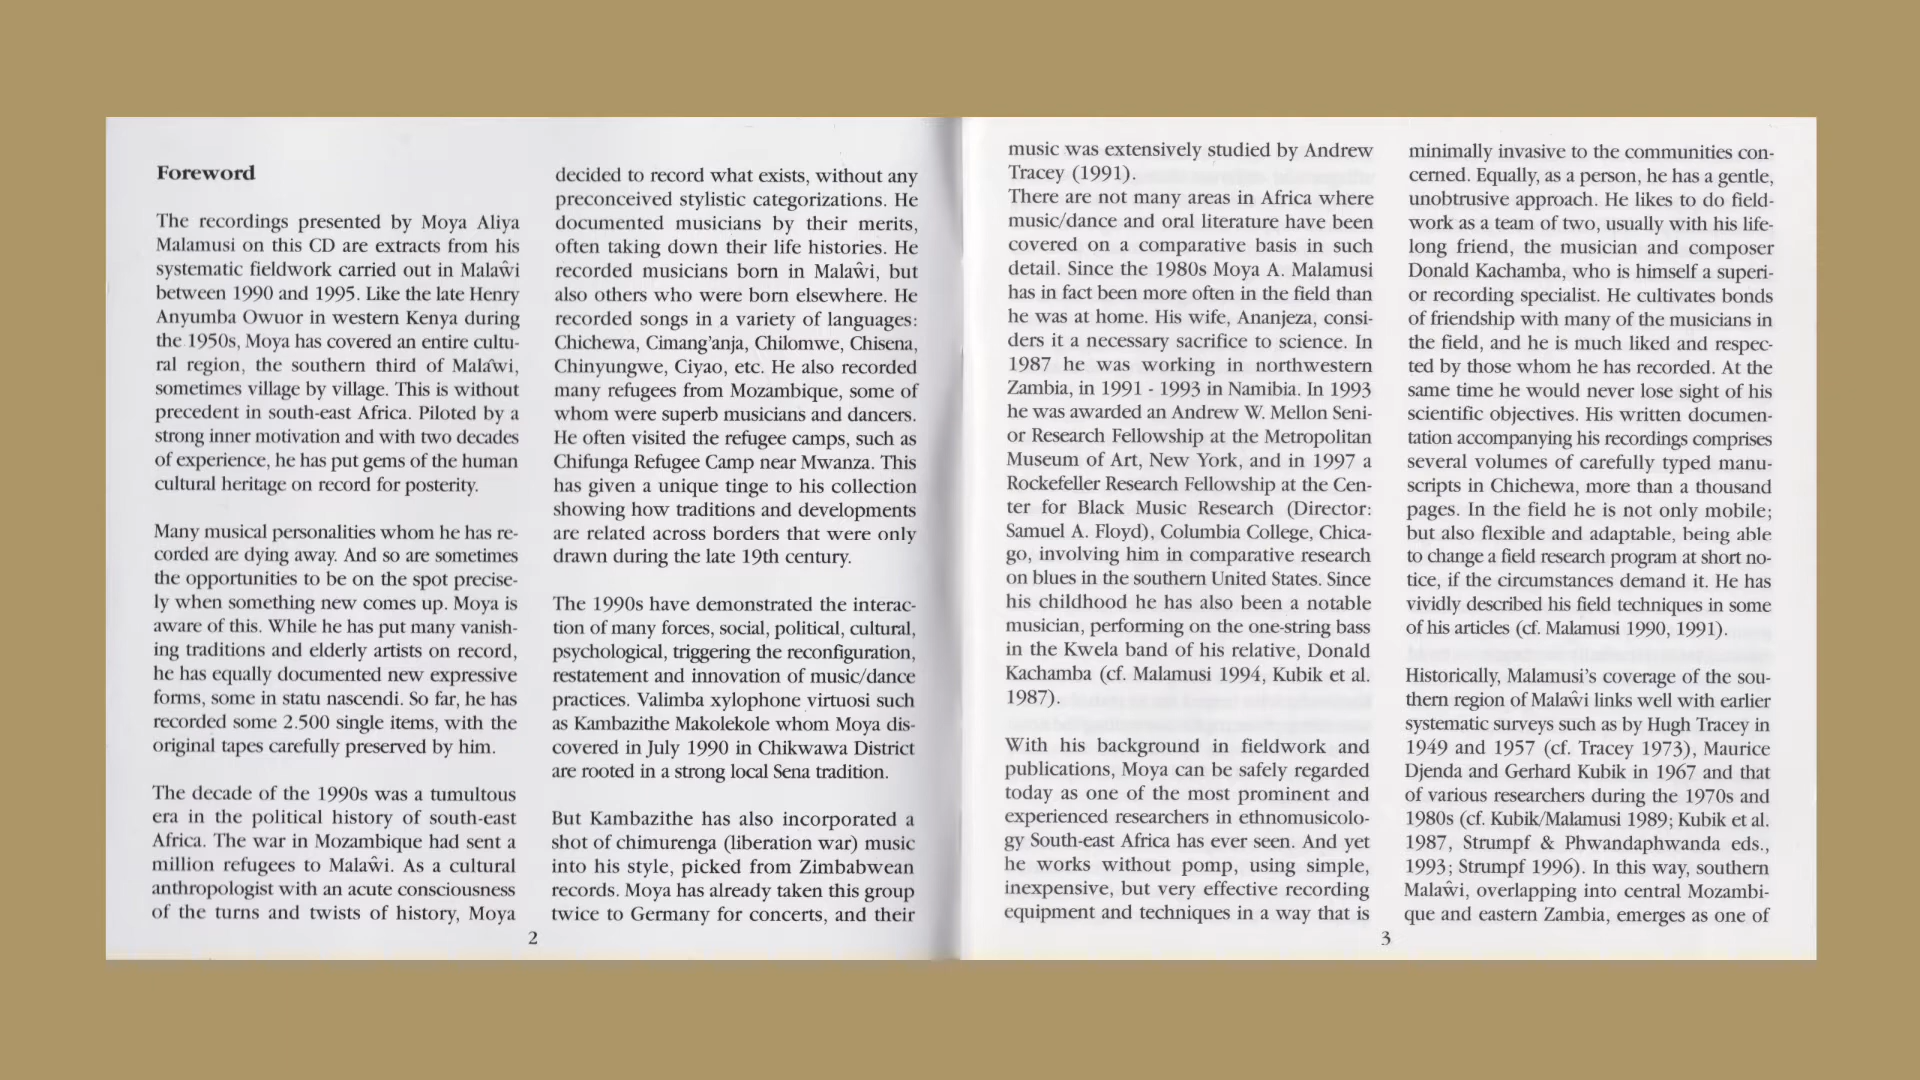 Foreword
The recordings presented by Moya Aliya
Malamusi on this CD are extracts from his
systematic fieldwork carried out in Malaŵi
between 1990 and 1995. Like the late Henry
Anyumba Owuor in western Kenya during
the 1950s, Moya has covered an entire cultu-
ral region, the southern third of Malaŵi,
sometimes village by village. This is without
precedent in south-east Africa. Piloted by a
strong inner motivation and with two decades
of experience, he has put gems of the human
cultural heritage on record for posterity.
Many musical personalities whom he has re-
corded are dying away. And so are sometimes
the opportunities to be on the spot precise-
ly when something new comes up. Moya is
aware of this. While he has put many vanish-
ing traditions and elderly artists on record,
he has equally documented new expressive
forms, some in statu nascendi. So far, he has
recorded some 2.500 single items, with the
original tapes carefully preserved by him.
The decade of the 1990s was a tumultous
era in the political history of south-east
Africa. The war in Mozambique had sent a
million refugees to Malaŵi. As a cultural
anthropologist with an acute consciousness
of the turns and twists of history, Moya
decided to record what exists, without any
preconceived stylistic categorizations. He
documented musicians by their merits,
often taking down their life histories. He
recorded musicians born in Malaŵi, but
also others who were born elsewhere. He
recorded songs in a variety of languages:
Chichewa, Cimang'anja, Chilomwe, Chisena,
Chinyungwe, Ciyao, etc. He also recorded
many refugees from Mozambique, some of
whom were superb musicians and dancers.
He often visited the refugee camps, such as
Chifunga Refugee Camp near Mwanza. This
has given a unique tinge to his collection
showing how traditions and developments
are related across borders that were only
drawn during the late 19th century.
The 1990s have demonstrated the interac-
tion of many forces, social, political, cultural,
psychological, triggering the reconfiguration,
restatement and innovation of music/dance
practices. Valimba xylophone virtuosi such
as Kambazithe Makolekole whom Moya dis-
covered in July 1990 in Chikwawa District
are rooted in a strong local Sena tradition.
But Kambazithe has also incorporated a
shot of chimurenga (liberation war) music
into his style, picked from Zimbabwean
records. Moya has already taken this group
twice to Germany for concerts, and their
2
music was extensively studied by Andrew
Tracey (1991).
There are not many areas in Africa where
music/dance and oral literature have been
covered on a comparative basis in such
detail. Since the 1980s Moya A. Malamusi
has in fact been more often in the field than
he was at home. His wife, Ananjeza, consi-
ders it a necessary sacrifice to science. In
1987 he was working in northwestern
Zambia, in 1991 - 1993 in Namibia. In 1993
he was awarded an Andrew W. Mellon Seni-
or Research Fellowship at the Metropolitan
Museum of Art, New York, and in 1997 a
Rockefeller Research Fellowship at the Cen-
ter for Black Music Research (Director:
Samuel A. Floyd), Columbia College, Chica-
go, involving him in comparative research
on blues in the southern United States. Since
his childhood he has also been a notable
musician, performing on the one-string bass
in the Kwela band of his relative, Donald
Kachamba (cf. Malamusi 1994, Kubik et al.
1987).
With his background in fieldwork and
publications, Moya can be safely regarded
today as one of the most prominent and
experienced researchers in ethnomusicolo-
gy South-east Africa has ever seen. And yet
he works without pomp, using simple,
inexpensive, but very effective recording
equipment and techniques in a way that is
minimally invasive to the communities con-
cerned. Equally, as a person, he has a gentle,
unobtrusive approach. He likes to do field-
work as a team of two, usually with his life-
long friend, the musician and composer
Donald Kachamba, who is himself a superi-
or recording specialist. He cultivates bonds
of friendship with many of the musicians in
the field, and he is much liked and respec-
ted by those whom he has recorded. At the
same time he would never lose sight of his
scientific objectives. His written documen-
tation accompanying his recordings comprises
several volumes of carefully typed manu-
scripts in Chichewa, more than a thousand
pages. In the field he is not only mobile;
but also flexible and adaptable, being able
to change a field research program at short no-
tice, if the circumstances demand it. He has
vividly described his field techniques in some
of his articles (cf. Malamusi 1990, 1991).
Historically, Malamusi's coverage of the sou-
thern region of Malaŵi links well with earlier
systematic surveys such as by Hugh Tracey in
1949 and 1957 (cf. Tracey 1973), Maurice
Djenda and Gerhard Kubik in 1967 and that
of various researchers during the 1970s and
1980s (cf. Kubik/Malamusi 1989; Kubik et al.
1987, Strumpf & Phwandaphwanda eds.,
1993; Strumpf 1996). In this way, southern
Malaŵi, overlapping into central Mozambi-
que and eastern Zambia, emerges as one of
3